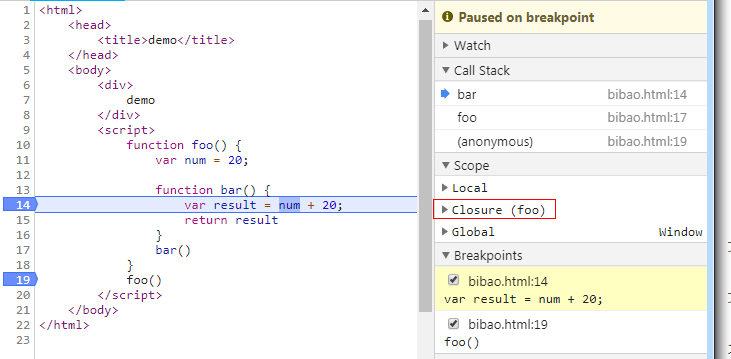 1 <html>
2 <head>
3 <title>demo</title>
4 </head>
5 <body>
6 <div>
7 demo
8 </div>
9 <script>
10 function foo() {
11 var num = 20;
12
13 function bar() {
14 var result = num + 20;
15 return result
16 }
17 bar()
18 }
19 foo()
20 </script>
21 </body>
22 </html>
23
Paused on breakpoint
Watch
Call Stack
bar bibao.html:14
foo bibao.html:17
(anonymous) bibao.html:19
Scope
Local
Closure (foo)
Global Window
Breakpoints
bibao.html:14
var result = num + 20;
bibao.html:19
foo()